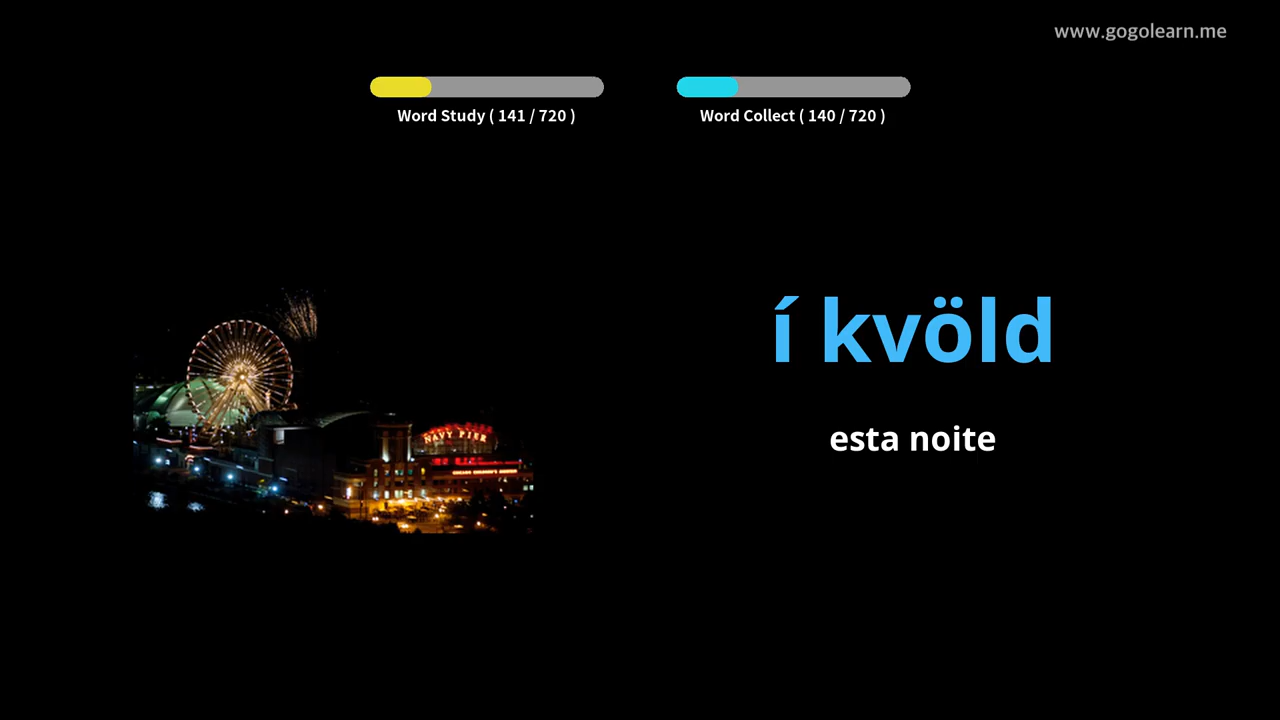 www.gogolearn.me
Word Study ( 141 / 720 )
Word Collect ( 140 / 720 )
í kvöld
esta noite
NAVY PIER